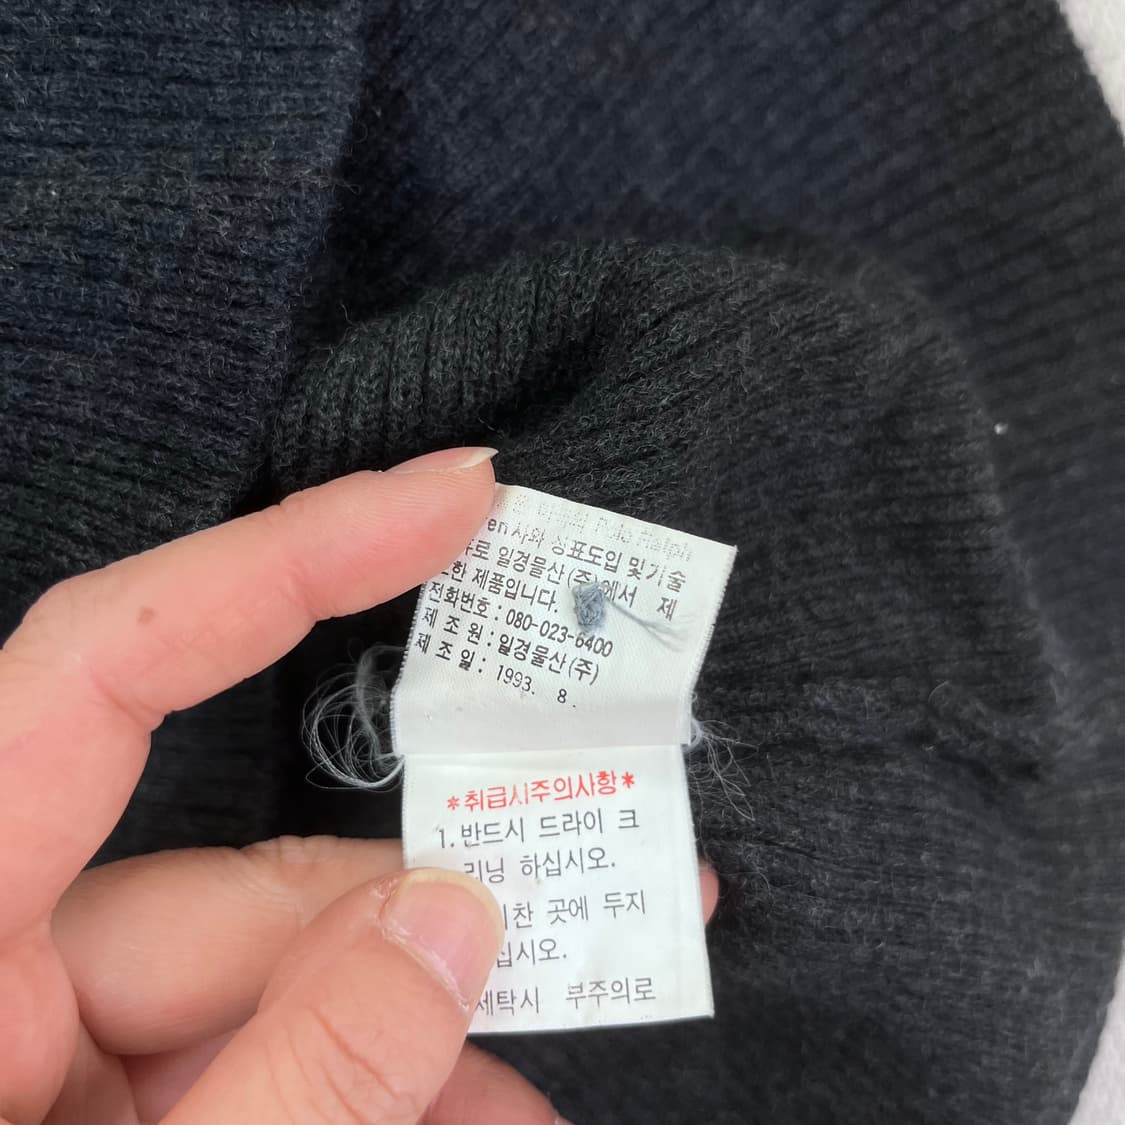 Polo Ralph
en사와 상표도입 및 기술
로 일경물산(주)에서 제
한 제품입니다.
전화번호 : 080-023-6400
제 조 원 : 일경물산(주)
제 조 일 : 1993. 8.
*취급시주의사항*
1. 반드시 드라이 크
리닝 하십시오.
찬 곳에 두지
십시오.
세탁시 부주의로